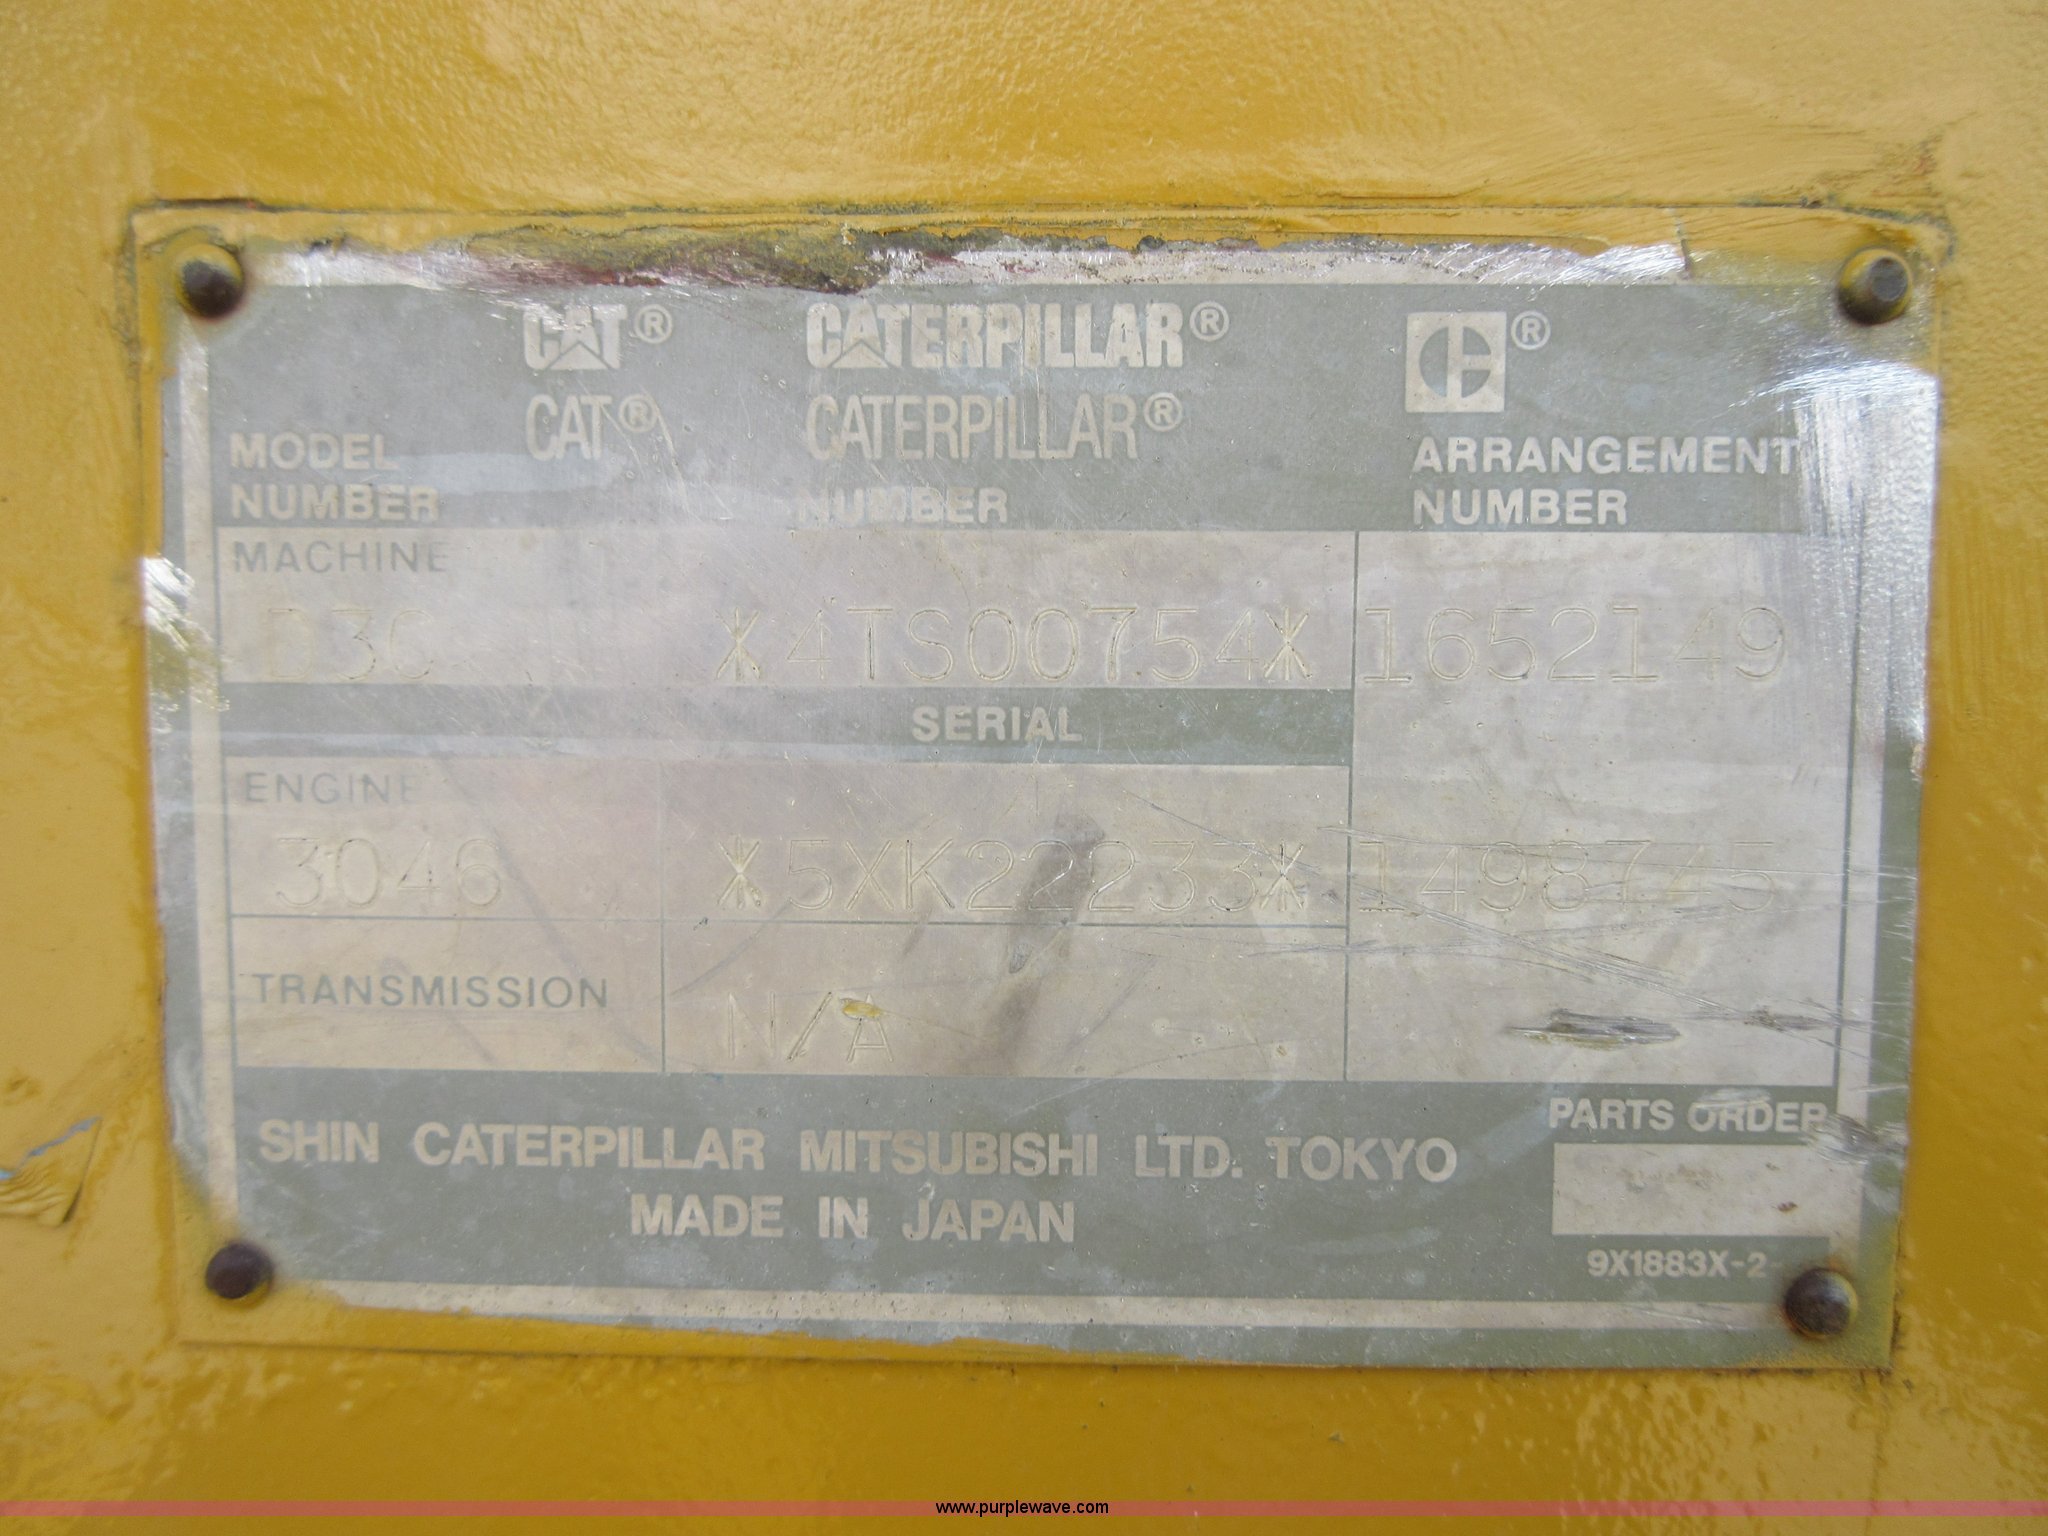 CAT® CATERPILLAR® ®
CAT® CATERPILLAR®
MODEL NUMBER NUMBER ARRANGEMENT NUMBER
MACHINE
D3C *4TS00754* 1652149
SERIAL
ENGINE
3046 *5XK22233* 1498745
TRANSMISSION
N/A
PARTS ORDER
SHIN CATERPILLAR MITSUBISHI LTD. TOKYO
MADE IN JAPAN
9X1883X-2
www.purplewave.com